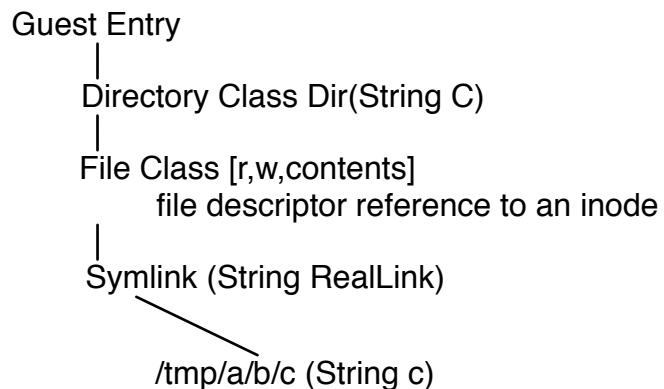 Guest Entry
Directory Class Dir(String C)
File Class [r,w,contents]
file descriptor reference to an inode
Symlink (String RealLink)
/tmp/a/b/c (String c)